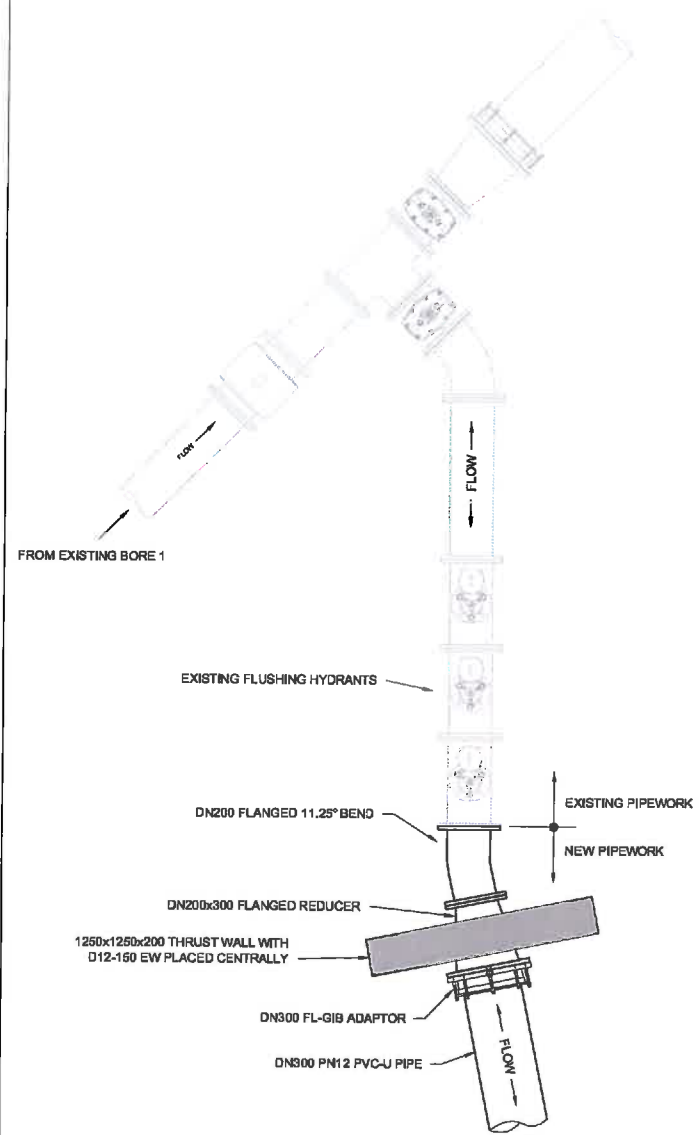 FLOW
FROM EXISTING BORE 1
FLOW
EXISTING FLUSHING HYDRANTS
DN200 FLANGED 11.25° BEND
EXISTING PIPEWORK
NEW PIPEWORK
DN200x300 FLANGED REDUCER
1250x1250x200 THRUST WALL WITH
D12-150 EW PLACED CENTRALLY
DN300 FL-GIB ADAPTOR
DN300 PN12 PVC-U PIPE
FLOW